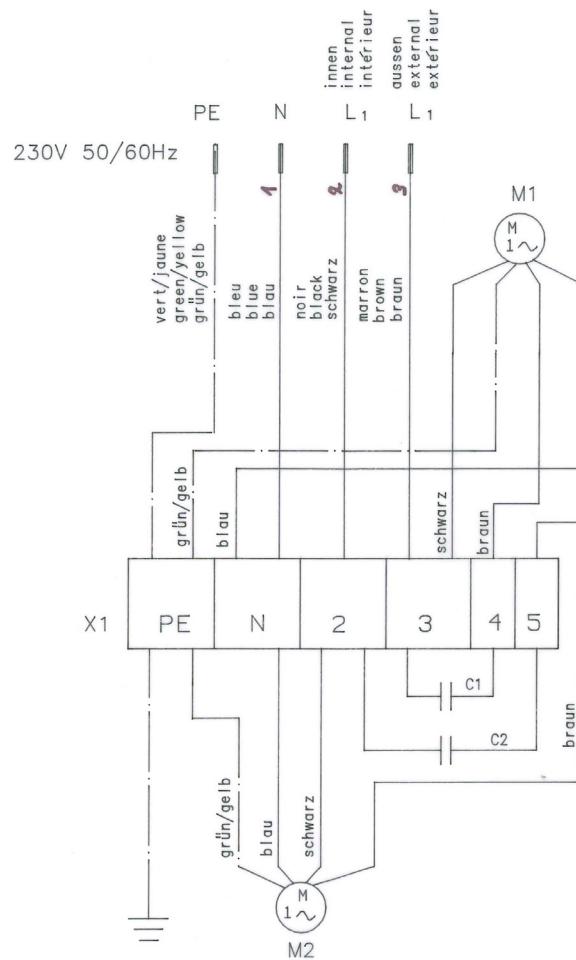 innen
internal
intérieur
aussen
external
extérieur
PE N L1 L1
230V 50/60Hz
1 2 3
M1
M
1~
vert/jaune
green/yellow
grün/gelb
bleu
blue
blau
noir
black
schwarz
marron
brown
braun
grün/gelb
blau
schwarz
braun
X1 PE N 2 3 4 5
C1
C2
braun
grün/gelb
blau
schwarz
M
1~
M2